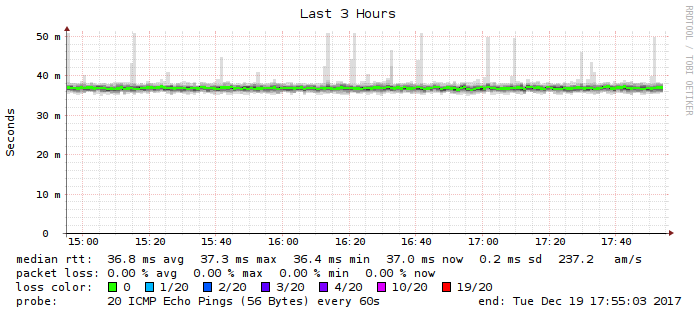 Last 3 Hours
RRDTOOL / TOBI OETIKER
Seconds
50 m
40 m
30 m
20 m
10 m
0
15:00 15:20 15:40 16:00 16:20 16:40 17:00 17:20 17:40
median rtt: 36.8 ms avg 37.3 ms max 36.4 ms min 37.0 ms now 0.2 ms sd 237.2 am/s
packet loss: 0.00 % avg 0.00 % max 0.00 % min 0.00 % now
loss color: 0 1/20 2/20 3/20 4/20 10/20 19/20
probe: 20 ICMP Echo Pings (56 Bytes) every 60s end: Tue Dec 19 17:55:03 2017